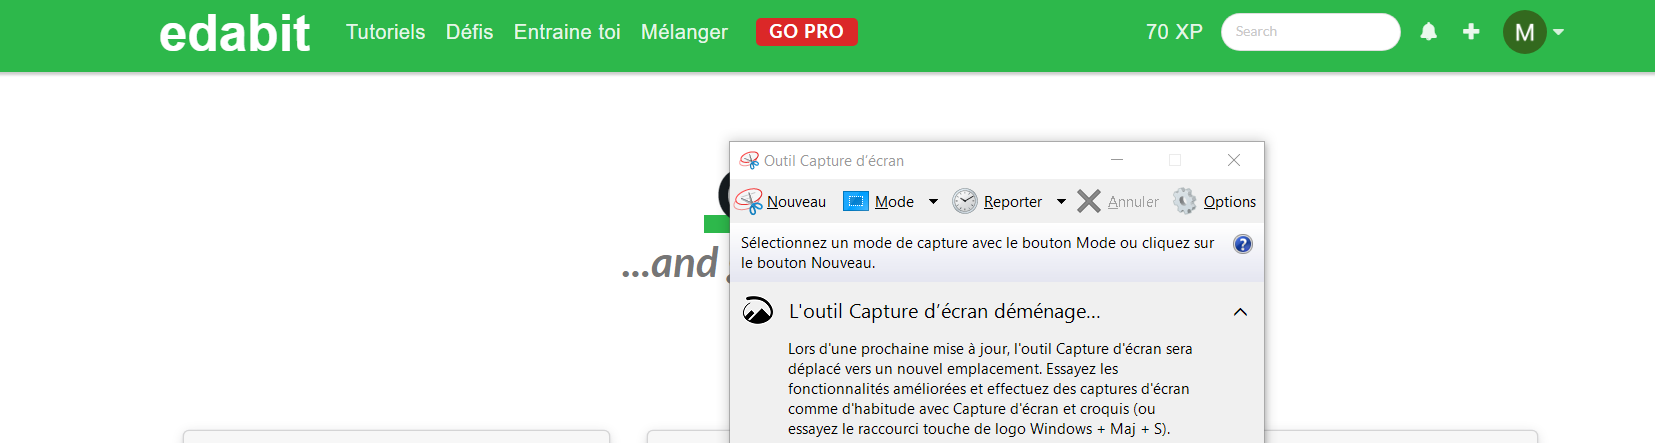 edabit Tutoriels Défis Entraine toi Mélanger GO PRO 70 XP Search M
Outil Capture d'écran
Nouveau Mode Reporter Annuler Options
...and
Sélectionnez un mode de capture avec le bouton Mode ou cliquez sur
le bouton Nouveau.
L'outil Capture d'écran déménage...
Lors d'une prochaine mise à jour, l'outil Capture d'écran sera
déplacé vers un nouvel emplacement. Essayez les
fonctionnalités améliorées et effectuez des captures d'écran
comme d'habitude avec Capture d'écran et croquis (ou
essayez le raccourci touche de logo Windows + Maj + S).